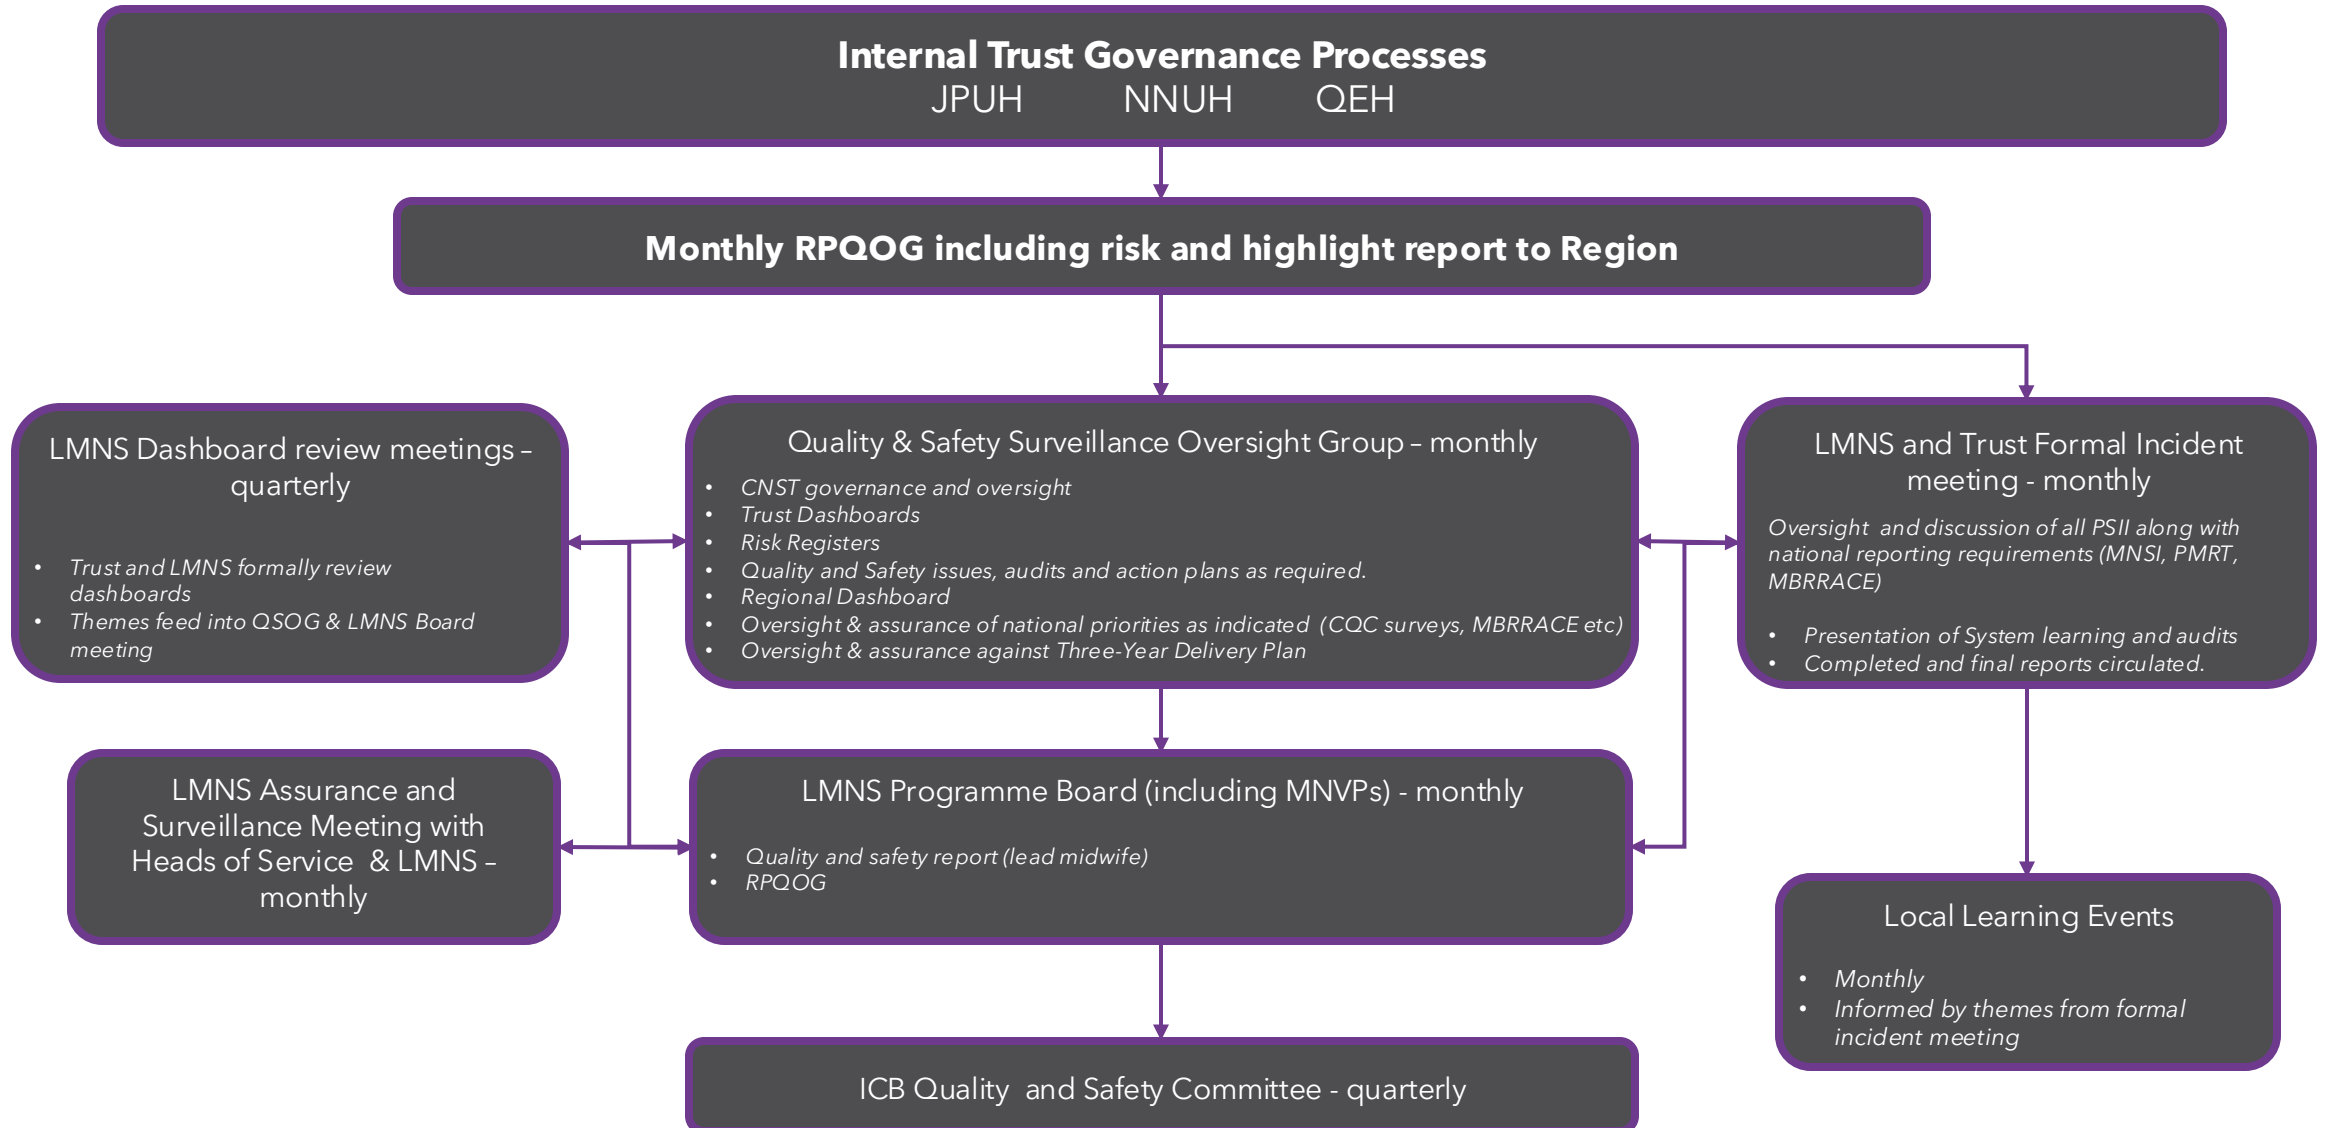 Internal Trust Governance Processes
JPUH NNUH QEH
Monthly RPQOG including risk and highlight report to Region
LMNS Dashboard review meetings –
quarterly
• Trust and LMNS formally review
dashboards
• Themes feed into QSOG & LMNS Board
meeting
Quality & Safety Surveillance Oversight Group – monthly
• CNST governance and oversight
• Trust Dashboards
• Risk Registers
• Quality and Safety issues, audits and action plans as required.
• Regional Dashboard
• Oversight & assurance of national priorities as indicated (CQC surveys, MBRRACE etc)
• Oversight & assurance against Three-Year Delivery Plan
LMNS and Trust Formal Incident
meeting - monthly
Oversight and discussion of all PSII along with
national reporting requirements (MNSI, PMRT,
MBRRACE)
• Presentation of System learning and audits
• Completed and final reports circulated.
LMNS Assurance and
Surveillance Meeting with
Heads of Service & LMNS –
monthly
LMNS Programme Board (including MNVPs) - monthly
• Quality and safety report (lead midwife)
• RPQOG
Local Learning Events
• Monthly
• Informed by themes from formal
incident meeting
ICB Quality and Safety Committee - quarterly